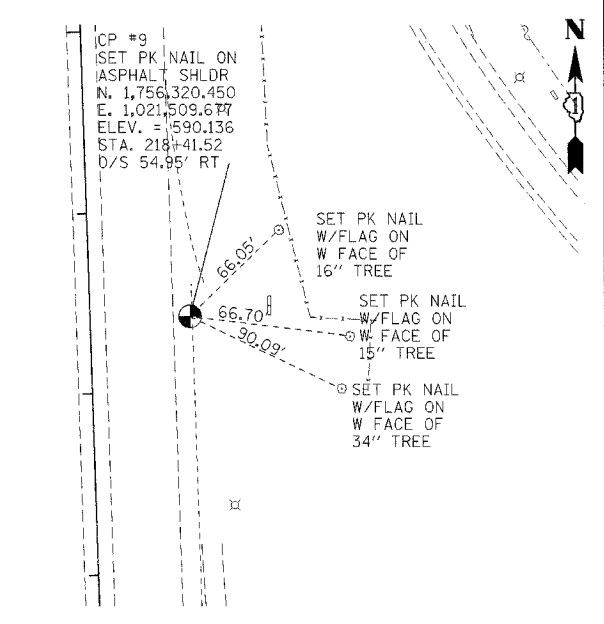 CP #9
SET PK NAIL ON
ASPHALT SHLDR
N. 1,756,320.450
E. 1,021,509.677
ELEV. = 590.136
STA. 218+41.52
O/S 54.95' RT
N
66.05'
SET PK NAIL
W/FLAG ON
W FACE OF
16" TREE
66.70'
SET PK NAIL
W/FLAG ON
W FACE OF
15" TREE
90.09'
SET PK NAIL
W/FLAG ON
W FACE OF
34" TREE